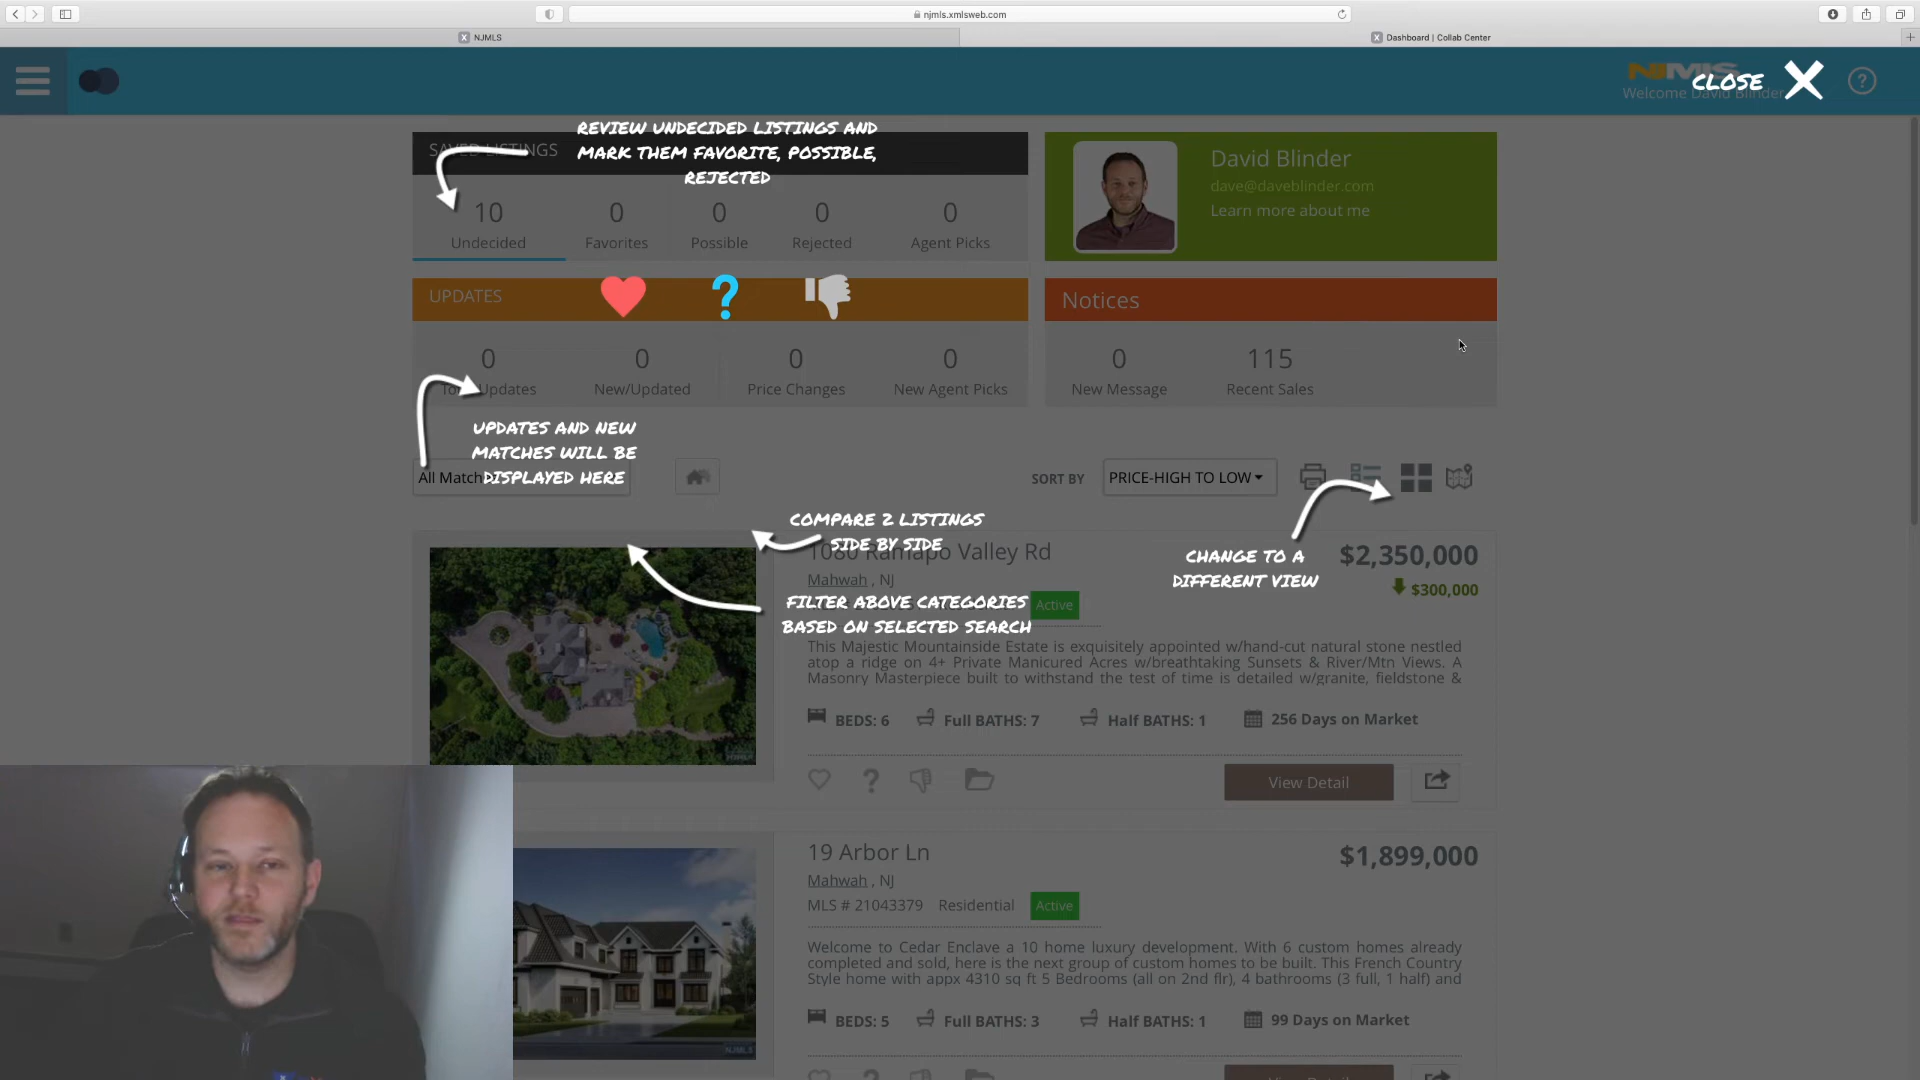 njmls.xmlsweb.com
NJMLS
Dashboard | Collab Center
NJMLS
Welcome David Blinder
CLOSE
?
SAVED LISTINGS
REVIEW UNDECIDED LISTINGS AND
MARK THEM FAVORITE, POSSIBLE,
REJECTED
10
0
0
0
0
Undecided
Favorites
Possible
Rejected
Agent Picks
David Blinder
dave@daveblinder.com
Learn more about me
UPDATES
?
0
0
0
0
Updates
New/Updated
Price Changes
New Agent Picks
Notices
0
115
New Message
Recent Sales
UPDATES AND NEW
MATCHES WILL BE
DISPLAYED HERE
All Match
SORT BY
PRICE-HIGH TO LOW
COMPARE 2 LISTINGS
SIDE BY SIDE
FILTER ABOVE CATEGORIES
BASED ON SELECTED SEARCH
CHANGE TO A
DIFFERENT VIEW
1080 Ramapo Valley Rd
$2,350,000
Mahwah , NJ
$300,000
Active
This Majestic Mountainside Estate is exquisitely appointed w/hand-cut natural stone nestled
atop a ridge on 4+ Private Manicured Acres w/breathtaking Sunsets & River/Mtn Views. A
Masonry Masterpiece built to withstand the test of time is detailed w/granite, fieldstone &
BEDS: 6
Full BATHS: 7
Half BATHS: 1
256 Days on Market
?
View Detail
19 Arbor Ln
$1,899,000
Mahwah , NJ
MLS # 21043379 Residential Active
Welcome to Cedar Enclave a 10 home luxury development. With 6 custom homes already
completed and sold, here is the next group of custom homes to be built. This French Country
Style home with appx 4310 sq ft 5 Bedrooms (all on 2nd flr), 4 bathrooms (3 full, 1 half) and
NJMLS
BEDS: 5
Full BATHS: 3
Half BATHS: 1
99 Days on Market